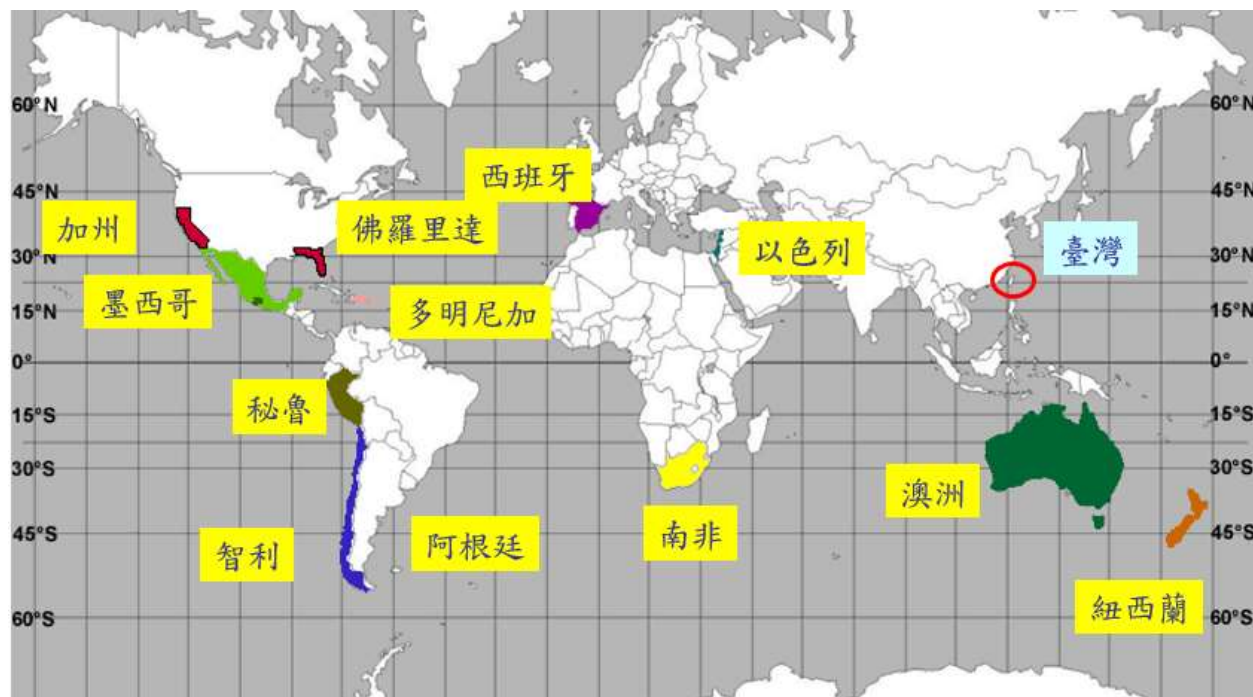 60°N
60°N
西班牙
45°N
45°N
加州
佛羅里達
以色列
臺灣
30°N
30°N
墨西哥
多明尼加
15°N
15°N
0°
0°
秘魯
15°S
15°S
30°S
30°S
澳洲
智利
阿根廷
南非
45°S
45°S
紐西蘭
60°S
60°S